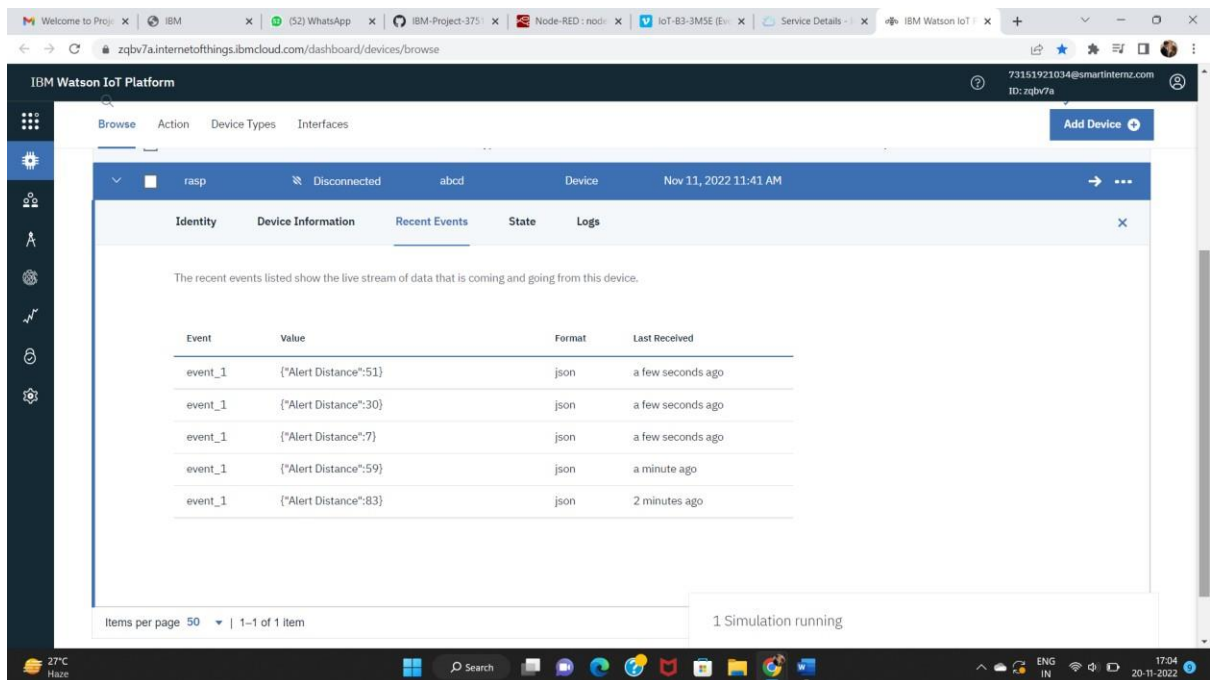 Welcome to Proje
IBM
(52) WhatsApp
IBM-Project-375
Node-RED : node
IoT-B3-3M5E (Ev
Service Details -
IBM Watson IoT P
zqbv7a.internetofthings.ibmcloud.com/dashboard/devices/browse
IBM Watson IoT Platform
73151921034@smartinternz.com
ID: zqbv7a
Browse Action Device Types Interfaces
Add Device
rasp Disconnected abcd Device Nov 11, 2022 11:41 AM
Identity Device Information Recent Events State Logs
The recent events listed show the live stream of data that is coming and going from this device.
Event Value Format Last Received
event_1 {"Alert Distance":51} json a few seconds ago
event_1 {"Alert Distance":30} json a few seconds ago
event_1 {"Alert Distance":7} json a few seconds ago
event_1 {"Alert Distance":59} json a minute ago
event_1 {"Alert Distance":83} json 2 minutes ago
Items per page 50 | 1–1 of 1 item
1 Simulation running
27°C
Haze
Search
ENG
IN
17:04
20-11-2022
9